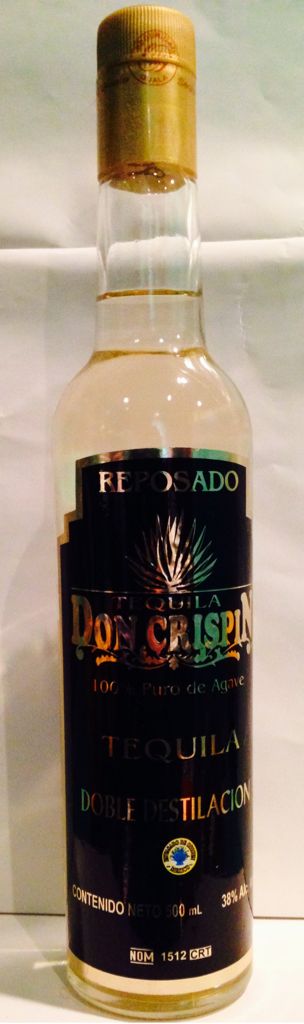 REPOSADO
TEQUILA
DON CRISPIN
100% Puro de Agave
TEQUILA
DOBLE DESTILACION
CONTENIDO NETO 500 mL
38% Alc.
NOM 1512 CRT